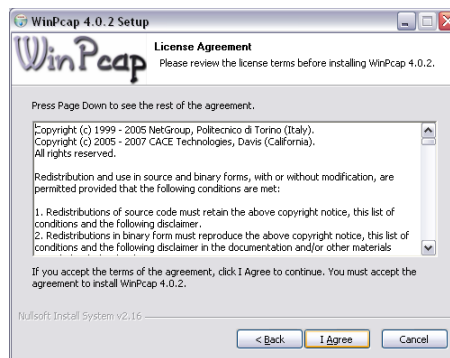 WinPcap 4.0.2 Setup
WinPcap
License Agreement
Please review the license terms before installing WinPcap 4.0.2.
Press Page Down to see the rest of the agreement.
Copyright (c) 1999 - 2005 NetGroup, Politecnico di Torino (Italy).
Copyright (c) 2005 - 2007 CACE Technologies, Davis (California).
All rights reserved.
Redistribution and use in source and binary forms, with or without modification, are
permitted provided that the following conditions are met:
1. Redistributions of source code must retain the above copyright notice, this list of
conditions and the following disclaimer.
2. Redistributions in binary form must reproduce the above copyright notice, this list of
conditions and the following disclaimer in the documentation and/or other materials
If you accept the terms of the agreement, click I Agree to continue. You must accept the
agreement to install WinPcap 4.0.2.
Nullsoft Install System v2.16
< Back
I Agree
Cancel